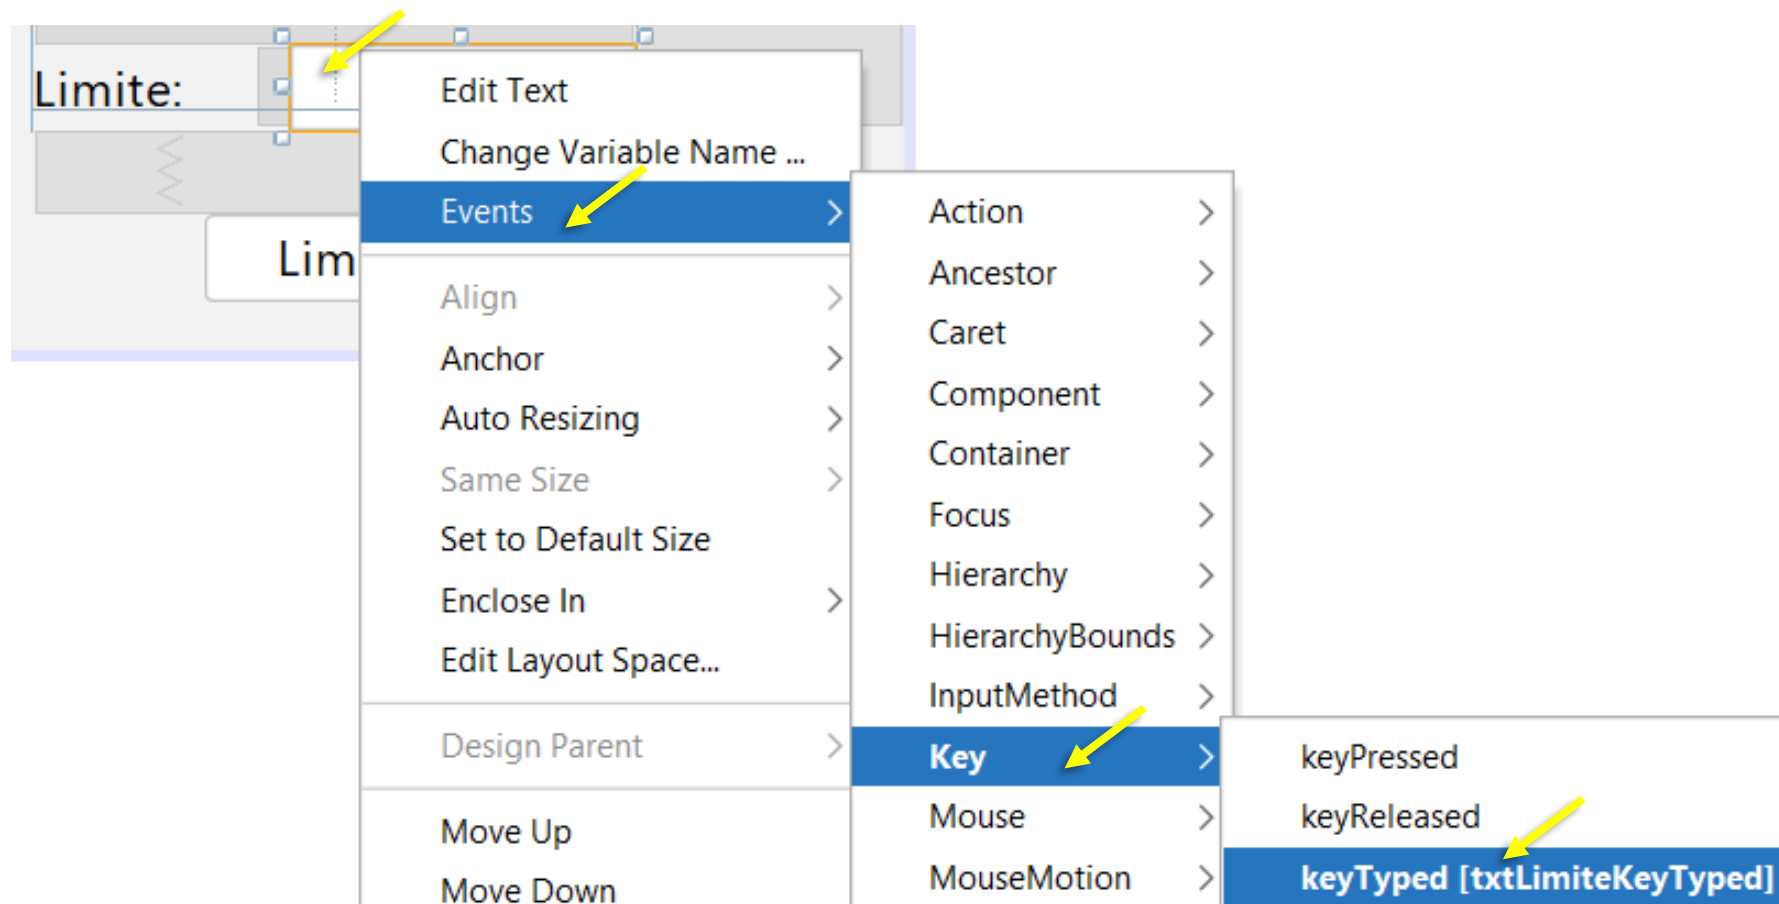 Limite:
Lim
Edit Text
Change Variable Name ...
Events
Align
Anchor
Auto Resizing
Same Size
Set to Default Size
Enclose In
Edit Layout Space...
Design Parent
Move Up
Move Down
Action
Ancestor
Caret
Component
Container
Focus
Hierarchy
HierarchyBounds
InputMethod
Key
Mouse
MouseMotion
keyPressed
keyReleased
keyTyped [txtLimiteKeyTyped]